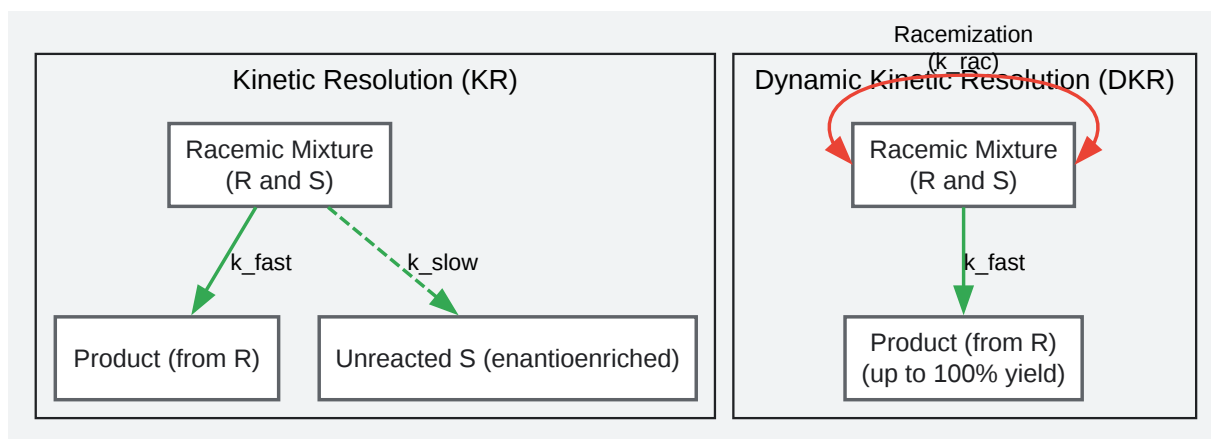 Kinetic Resolution (KR)
Racemic Mixture
(R and S)
k_fast
k_slow
Product (from R)
Unreacted S (enantioenriched)
Racemization
(k_rac)
Dynamic Kinetic Resolution (DKR)
Racemic Mixture
(R and S)
k_fast
Product (from R)
(up to 100% yield)